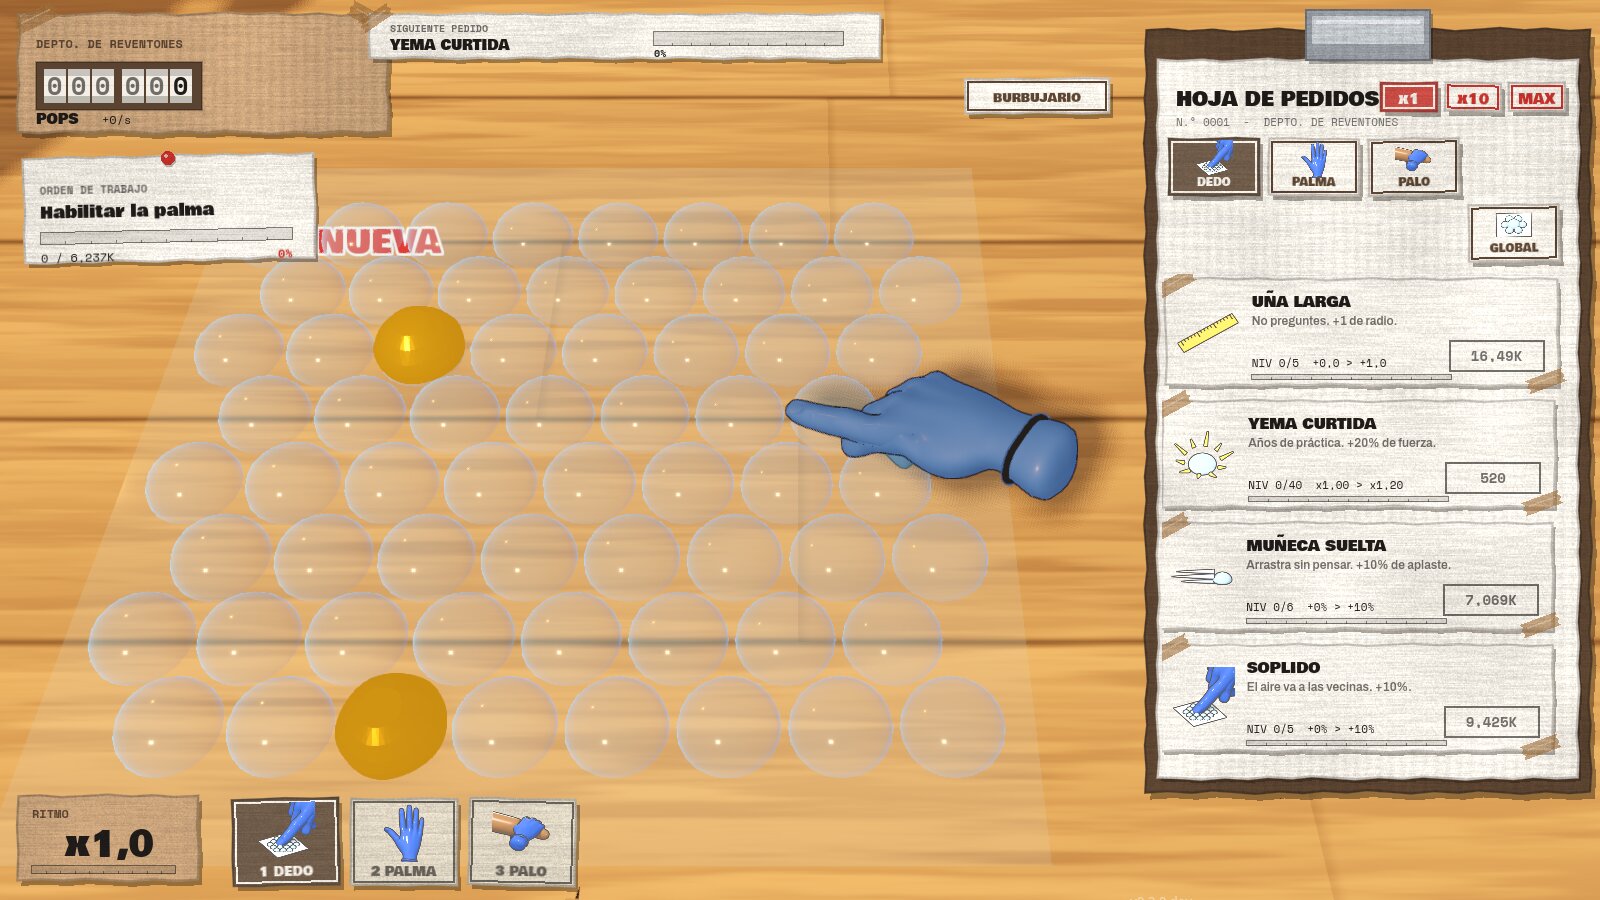 DEPTO. DE REVENTONES
000000
POPS +0/s
SIGUIENTE PEDIDO
YEMA CURTIDA
0%
BURBUJARIO
ORDEN DE TRABAJO
Habilitar la palma
0 / 6,237K 0%
NUEVA
HOJA DE PEDIDOS
x1 x10 MAX
N.° 0001 - DEPTO. DE REVENTONES
DEDO PALMA PALO
GLOBAL
UÑA LARGA
No preguntes. +1 de radio.
NIV 0/5 +0,0 > +1,0
16,49K
YEMA CURTIDA
Años de práctica. +20% de fuerza.
NIV 0/40 x1,00 > x1,20
520
MUÑECA SUELTA
Arrastra sin pensar. +10% de aplaste.
NIV 0/6 +0% > +10%
7,069K
SOPLIDO
El aire va a las vecinas. +10%.
NIV 0/5 +0% > +10%
9,425K
RITMO
x1,0
1 DEDO 2 PALMA 3 PALO